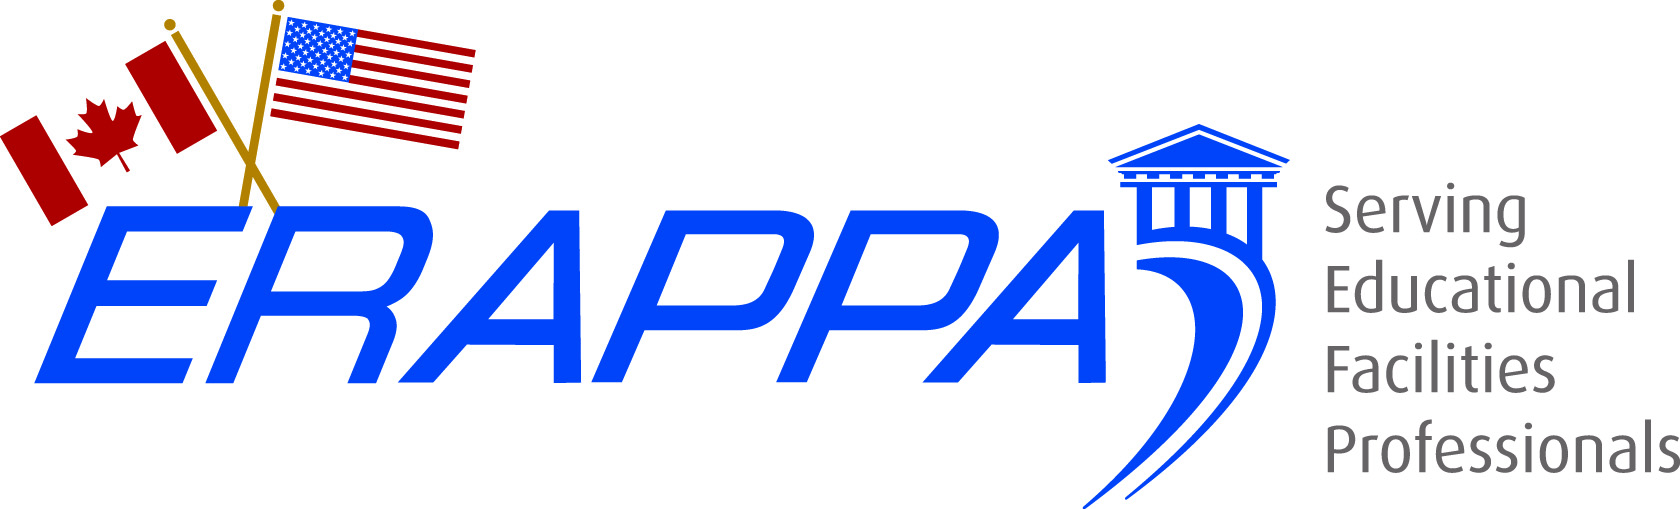 ERAPPA
Serving
Educational
Facilities
Professionals